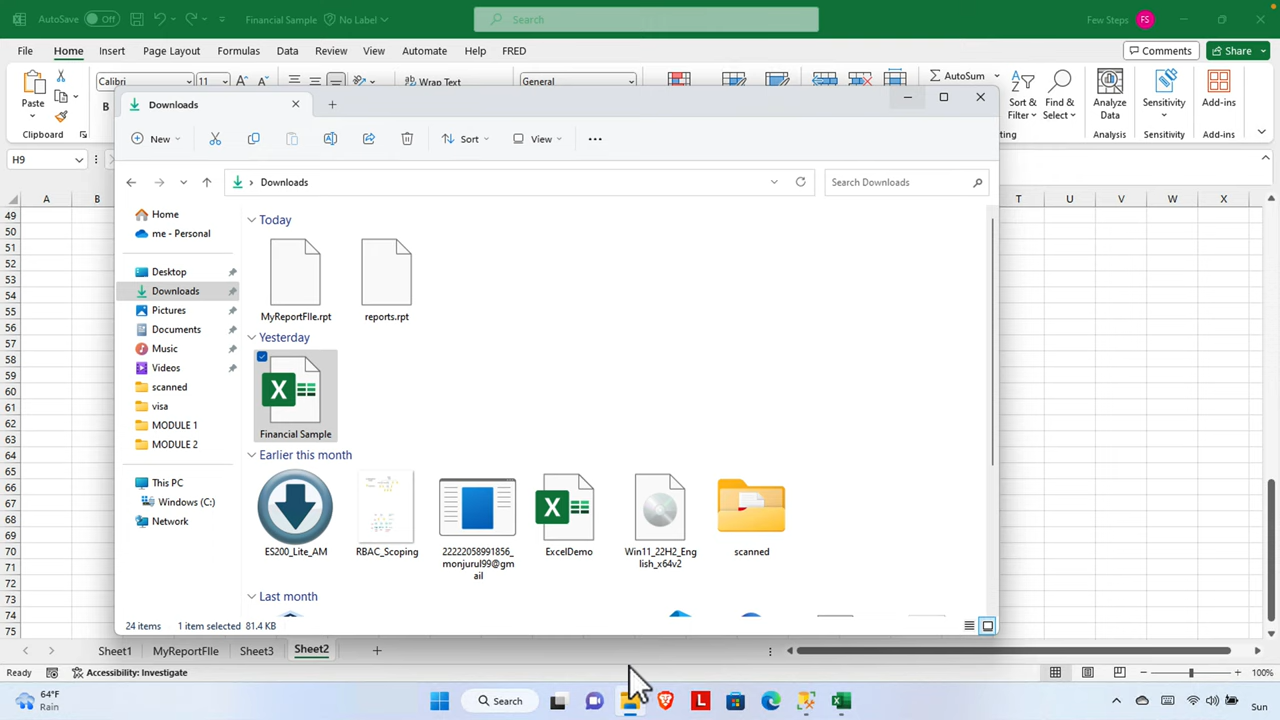 AutoSave Off Financial Sample No Label Search Few Steps FS
File Home Insert Page Layout Formulas Data Review View Automate Help FRED Comments Share
Paste
Clipboard
Calibri 11
B
Wrap Text
General
AutoSum
Sort &
Filter
Find &
Select
Analyze
Data
Analysis
Sensitivity
Sensitivity
Add-ins
Add-ins
H9
A B T U V W X
49
50
51
52
53
54
55
56
57
58
59
60
61
62
63
64
65
66
67
68
69
70
71
72
73
74
75
Downloads
New Sort View
Downloads Search Downloads
Home
me - Personal
Desktop
Downloads
Pictures
Documents
Music
Videos
scanned
visa
MODULE 1
MODULE 2
This PC
Windows (C:)
Network
Today
MyReportFIle.rpt reports.rpt
Yesterday
Financial Sample
Earlier this month
ES200_Lite_AM
RBAC_Scoping
22222058991856_
monjurul99@gm
ail
ExcelDemo
Win11_22H2_Eng
lish_x64v2
scanned
Last month
24 items 1 item selected 81.4 KB
Sheet1 MyReportFIle Sheet3 Sheet2
Ready Accessibility: Investigate 100%
64°F
Rain
Search
Sun